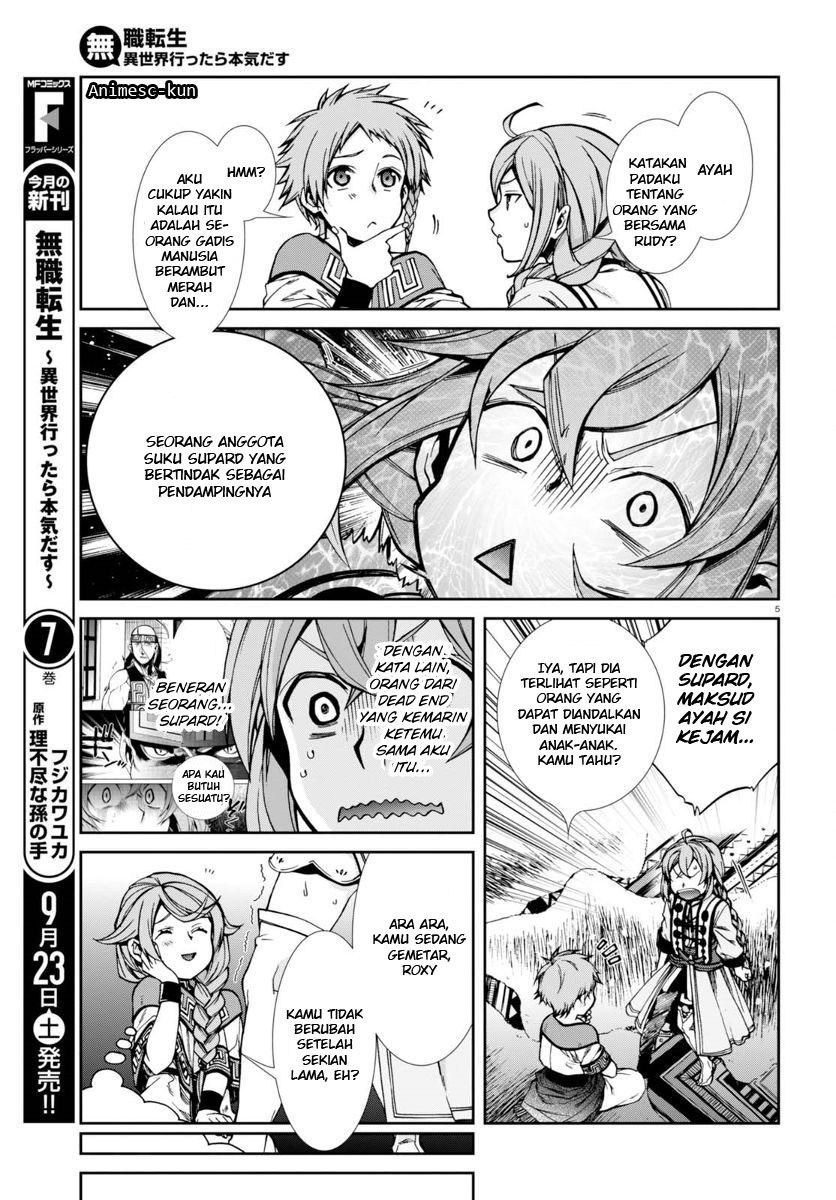 無職転生
異世界行ったら本気だす
Animesc-kun
MFコミックス
F
フラッパーシリーズ
今月の
新刊
無職転生
～異世界行ったら本気だす～
7
巻
原作
フジカワユカ
理不尽な孫の手
9月23日土発売!!
AYAH
KATAKAN
PADAKU
TENTANG
ORANG YANG
BERSAMA
RUDY?
HMM?
AKU
CUKUP YAKIN
KALAU ITU
ADALAH SE-
ORANG GADIS
MANUSIA
BERAMBUT
MERAH
DAN...
SEORANG ANGGOTA
SUKU SUPARD YANG
BERTINDAK SEBAGAI
PENDAMPINGNYA
5
DENGAN
SUPARD,
MAKSUD
AYAH SI
KEJAM...
IYA, TAPI DIA
TERLIHAT SEPERTI
ORANG YANG
DAPAT DIANDALKAN
DAN MENYUKAI
ANAK-ANAK.
KAMU TAHU?
DENGAN
KATA LAIN,
ORANG DARI
DEAD END
YANG KEMARIN
KETEMU
SAMA AKU
ITU...
BENERAN
SEORANG...
SUPARD!
APA KAU
BUTUH
SESUATU?
ARA ARA,
KAMU SEDANG
GEMETAR,
ROXY
KAMU TIDAK
BERUBAH
SETELAH
SEKIAN
LAMA, EH?